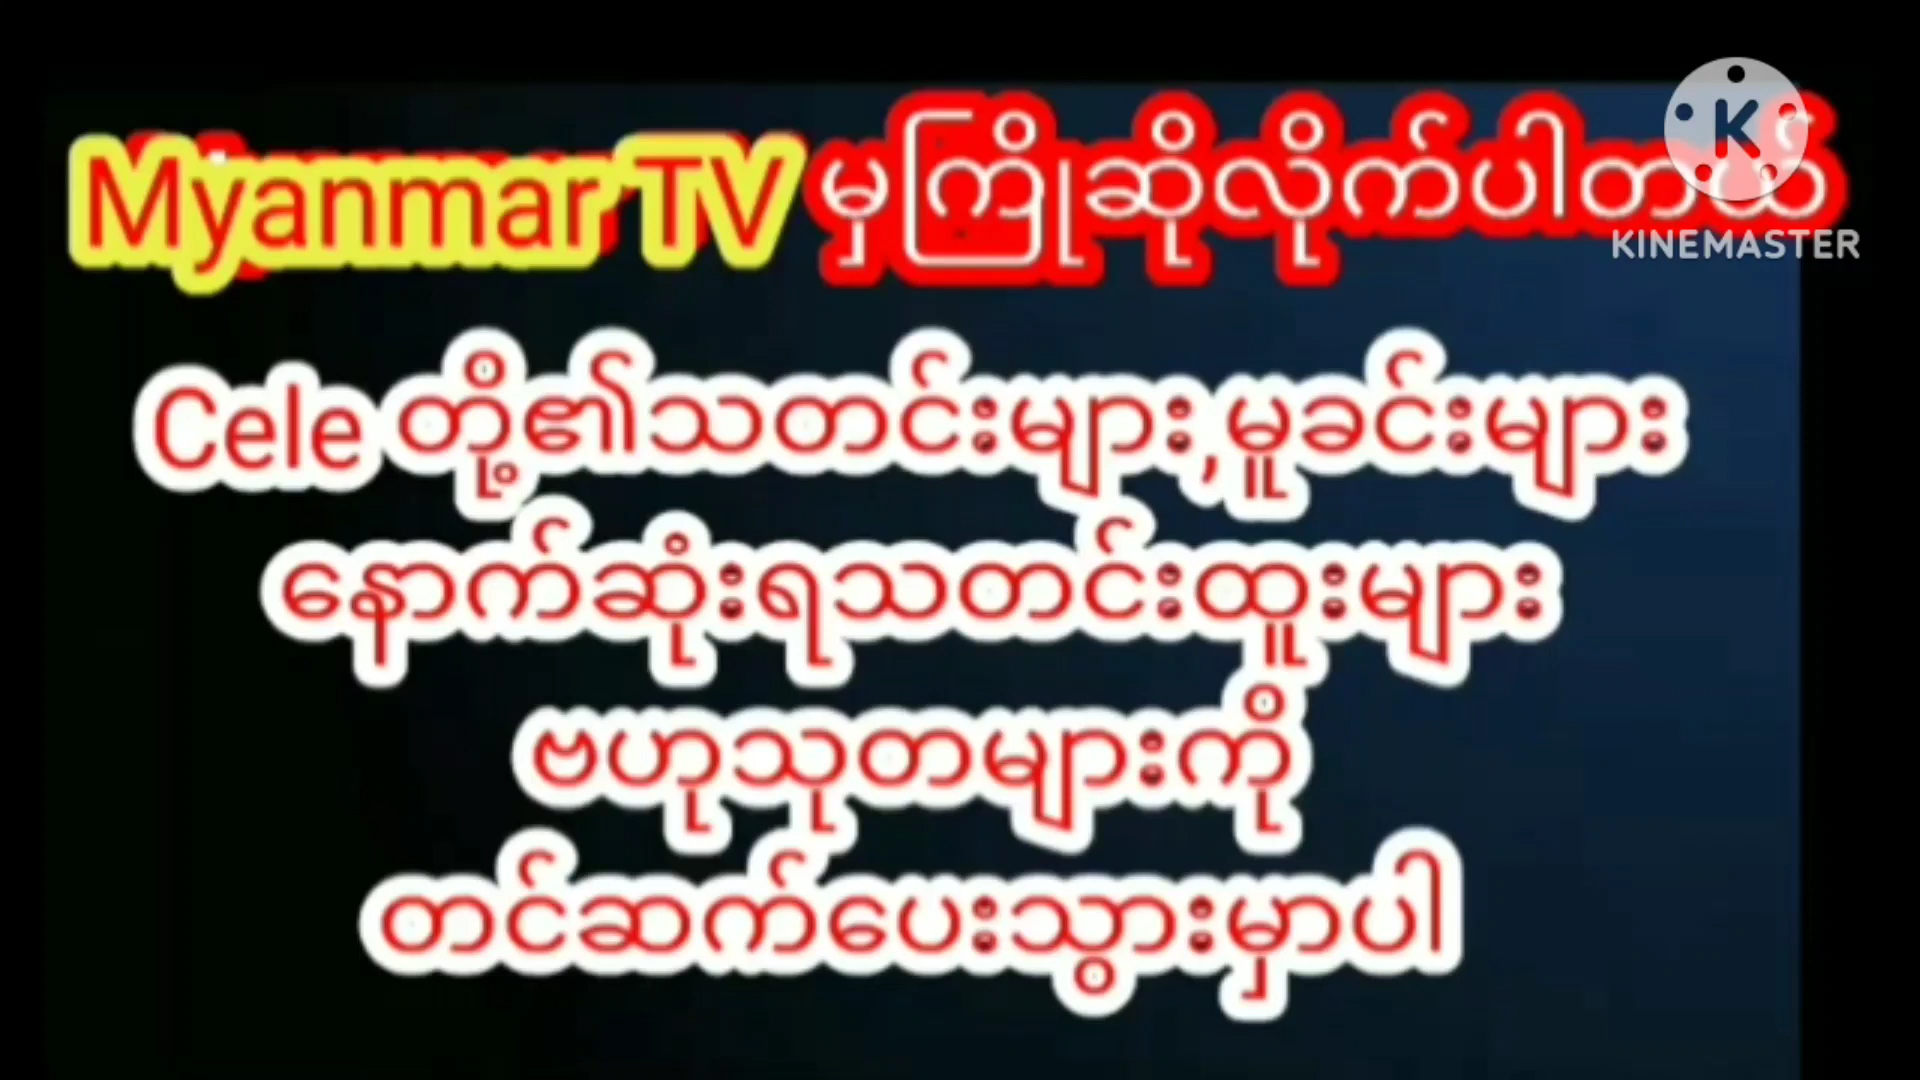 Myanmar TV မှကြိုဆိုလိုက်ပါတယ်
KINEMASTER
Cele တို့၏သတင်းများ,မူခင်းများ
နောက်ဆုံးရသတင်းထူးများ
ဗဟုသုတများကို
တင်ဆက်ပေးသွားမှာပါ